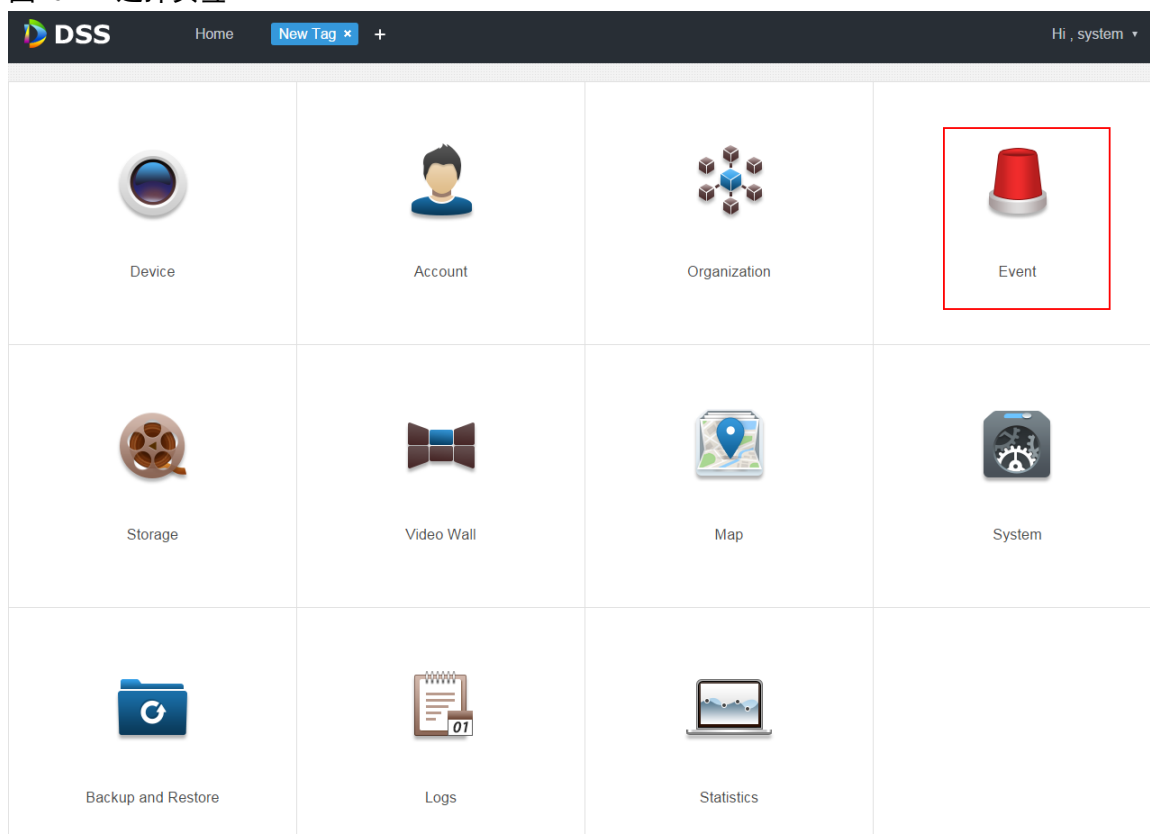 DSS Home New Tag × + Hi , system ▾
Device Account Organization Event
Storage Video Wall Map System
01
Backup and Restore Logs Statistics